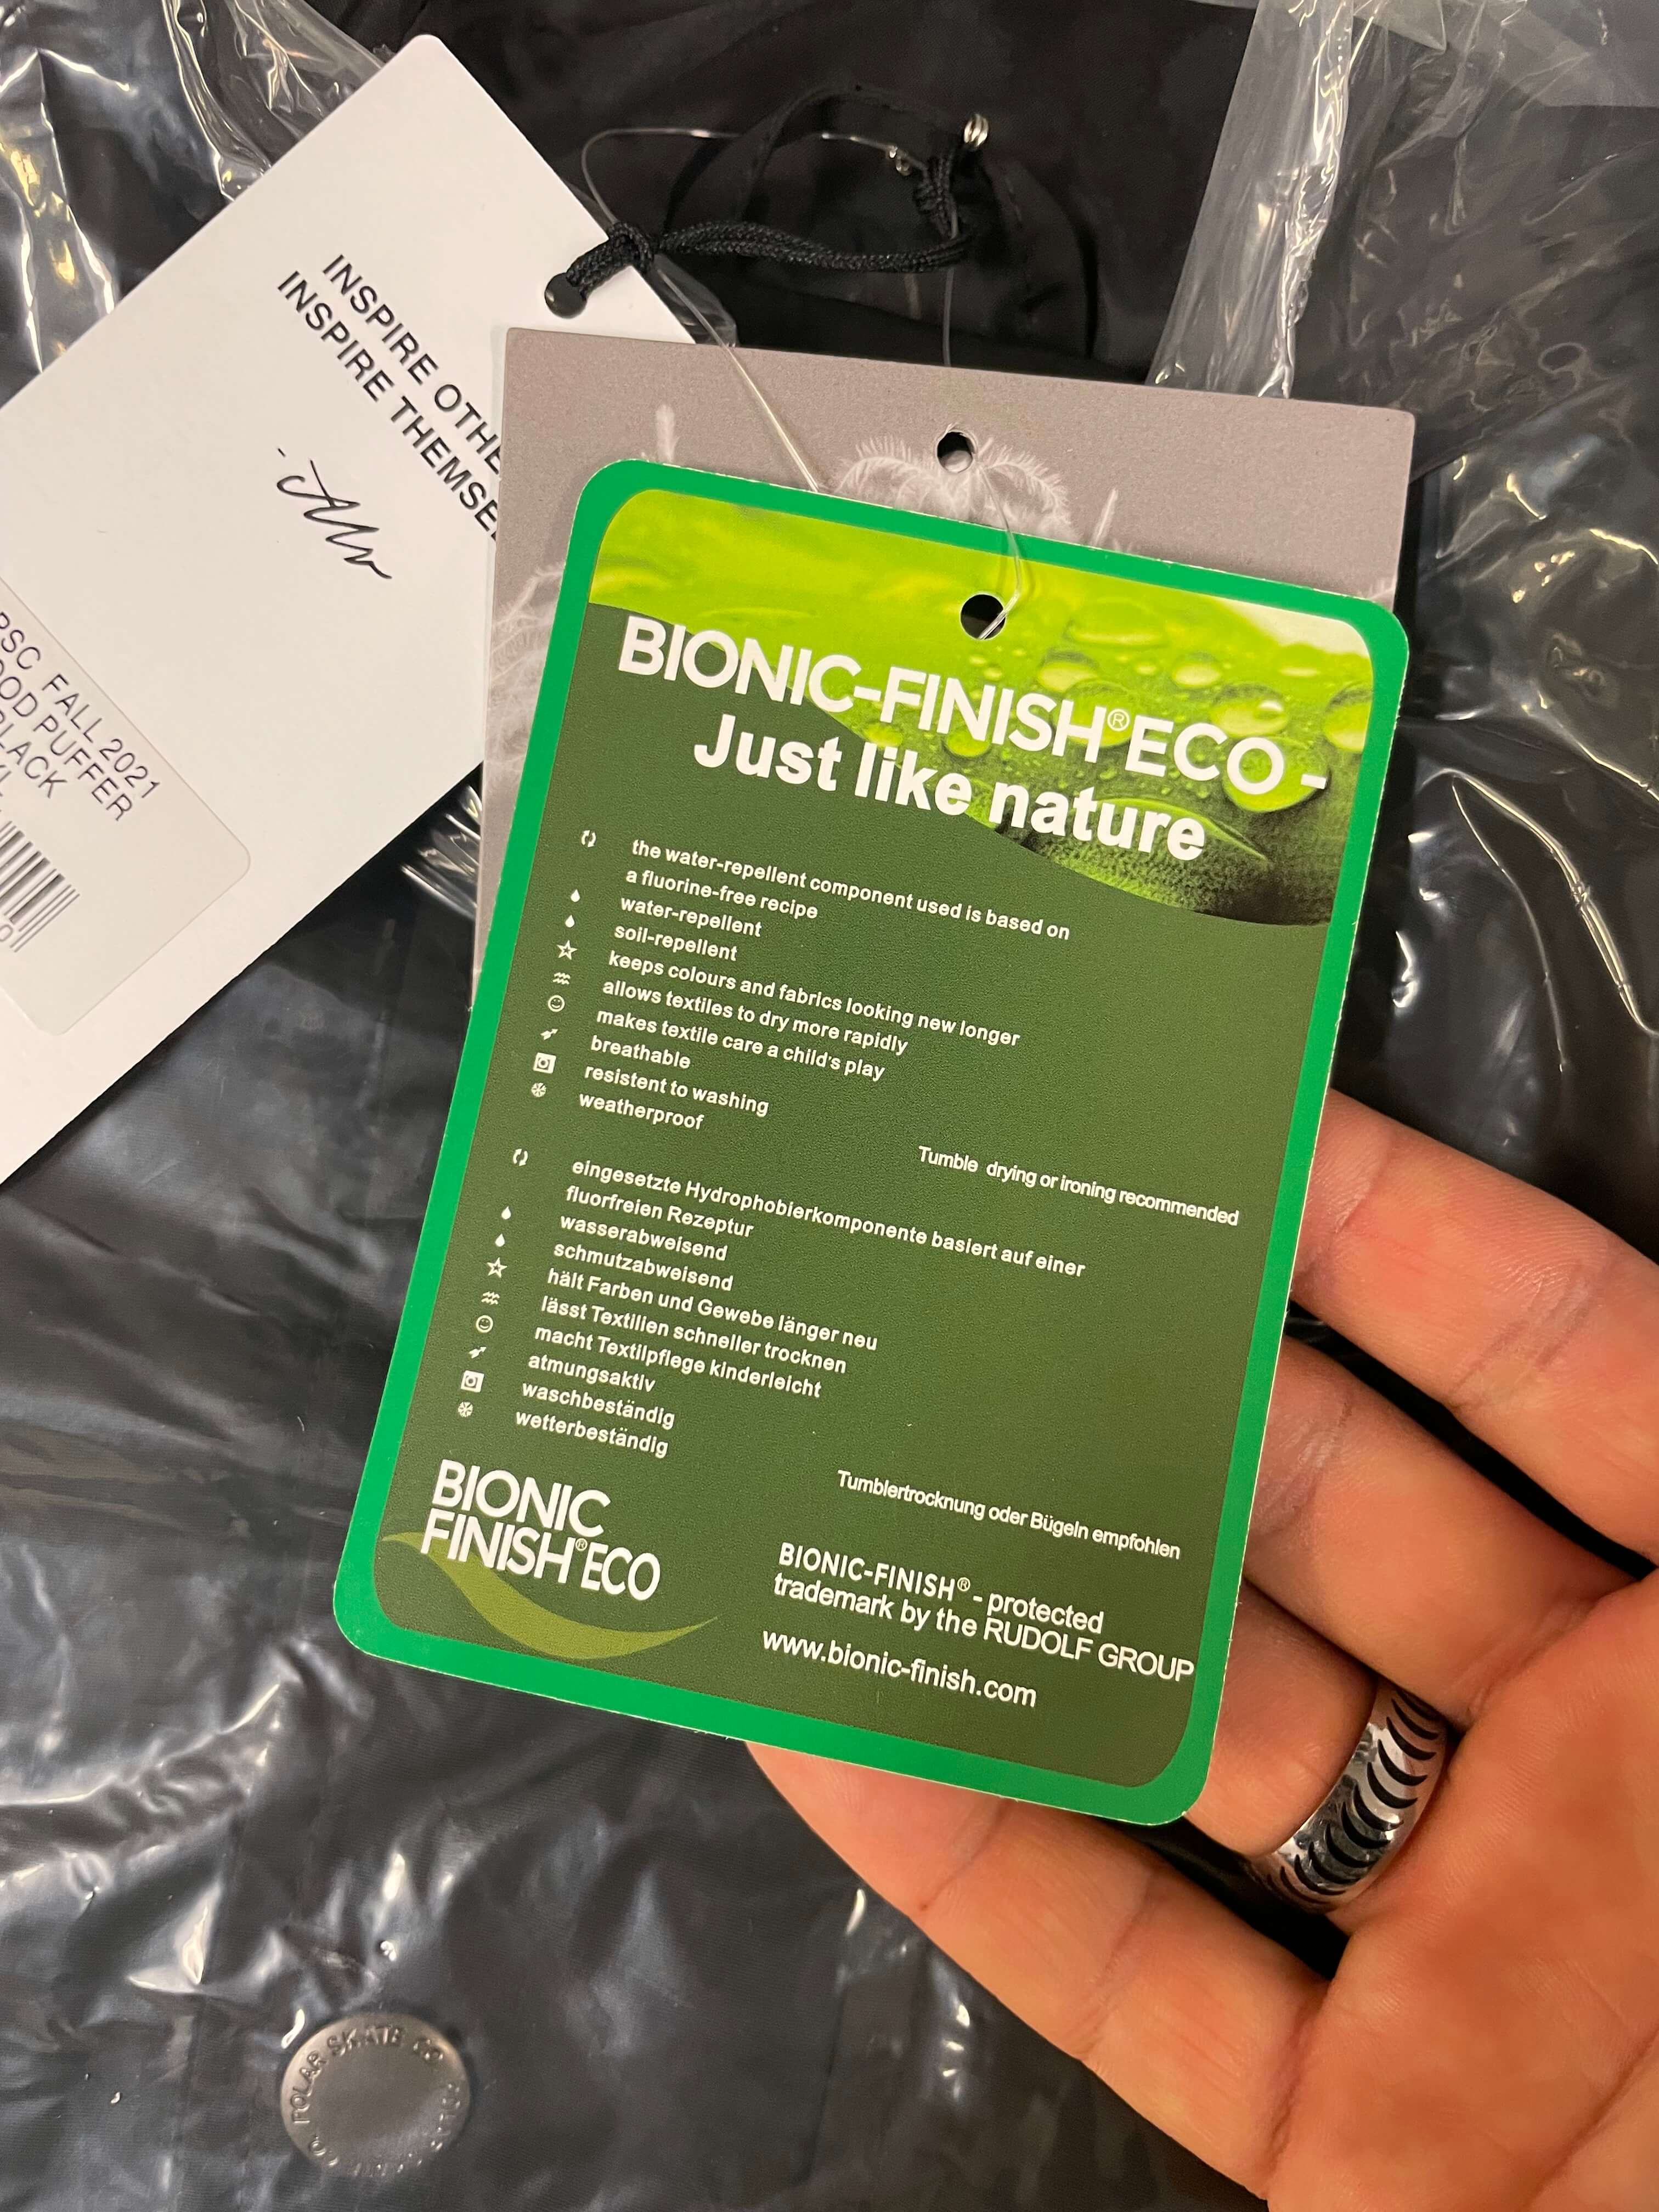 INSPIRE
INSPIRE
FALL 2021
PUFFER
BIONIC-FINISH®ECO -
Just like nature
the water-repellent component used is based on
a fluorine-free recipe
water-repellent
soil-repellent
keeps colours and fabrics looking new longer
allows textiles to dry more rapidly
makes textile care a child's play
breathable
resistent to washing
weatherproof
Tumble drying or ironing recommended
eingesetzte Hydrophobierkomponente basiert auf einer
fluorfreien Rezeptur
wasserabweisend
schmutzabweisend
hält Farben und Gewebe länger neu
lässt Textilien schneller trocknen
macht Textilpflege kinderleicht
atmungsaktiv
waschbeständig
wetterbeständig
Tumblertrocknung oder Bügeln empfohlen
BIONIC
FINISH®ECO
BIONIC-FINISH® - protected
trademark by the RUDOLF GROUP
www.bionic-finish.com
POLAR SKATE CO.